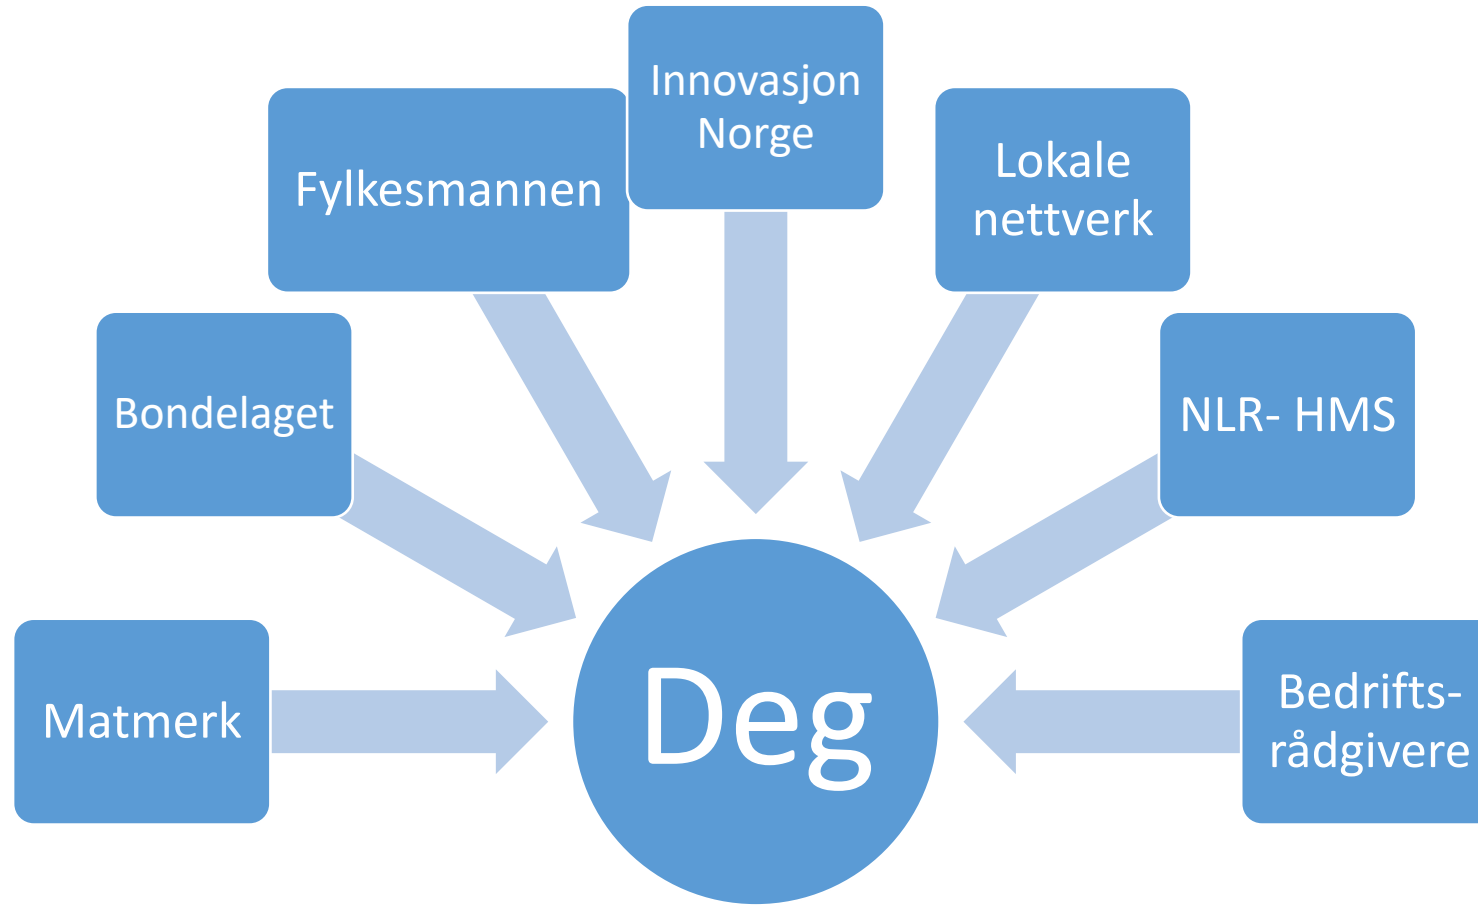 Innovasjon
Norge
Fylkesmannen
Lokale
nettverk
Bondelaget
NLR- HMS
Matmerk
Deg
Bedrifts-
rådgivere